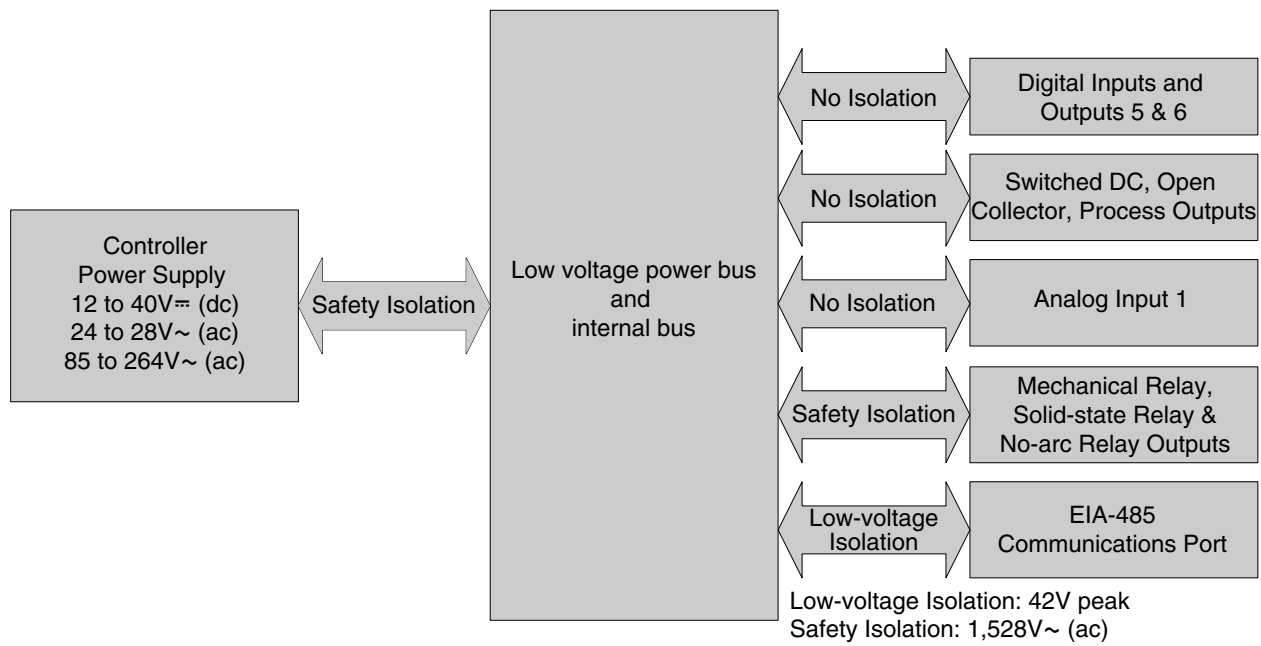 Controller
Power Supply
12 to 40V⎓ (dc)
24 to 28V~ (ac)
85 to 264V~ (ac)
Safety Isolation
Low voltage power bus
and
internal bus
No Isolation
Digital Inputs and
Outputs 5 & 6
No Isolation
Switched DC, Open
Collector, Process Outputs
No Isolation
Analog Input 1
Safety Isolation
Mechanical Relay,
Solid-state Relay &
No-arc Relay Outputs
Low-voltage
Isolation
EIA-485
Communications Port
Low-voltage Isolation: 42V peak
Safety Isolation: 1,528V~ (ac)